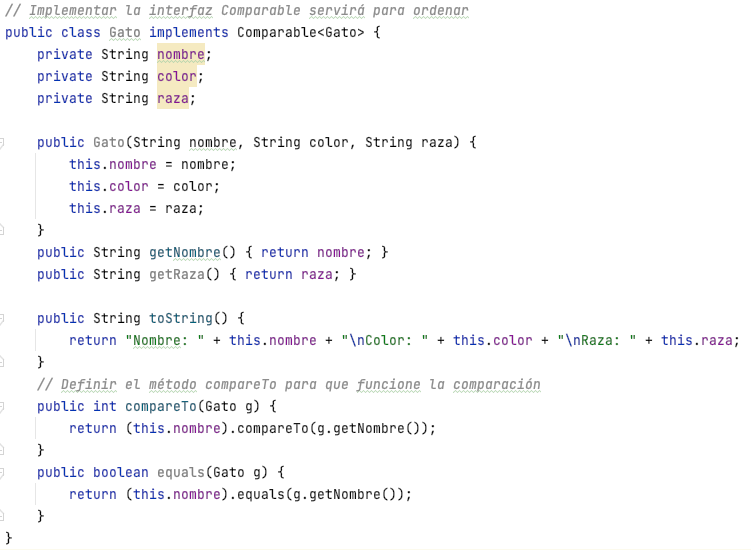 // Implementar la interfaz Comparable servirá para ordenar
public class Gato implements Comparable<Gato> {
    private String nombre;
    private String color;
    private String raza;

    public Gato(String nombre, String color, String raza) {
        this.nombre = nombre;
        this.color = color;
        this.raza = raza;
    }
    public String getNombre() { return nombre; }
    public String getRaza() { return raza; }

    public String toString() {
        return "Nombre: " + this.nombre + "\nColor: " + this.color + "\nRaza: " + this.raza;
    }
    // Definir el método compareTo para que funcione la comparación
    public int compareTo(Gato g) {
        return (this.nombre).compareTo(g.getNombre());
    }
    public boolean equals(Gato g) {
        return (this.nombre).equals(g.getNombre());
    }
}